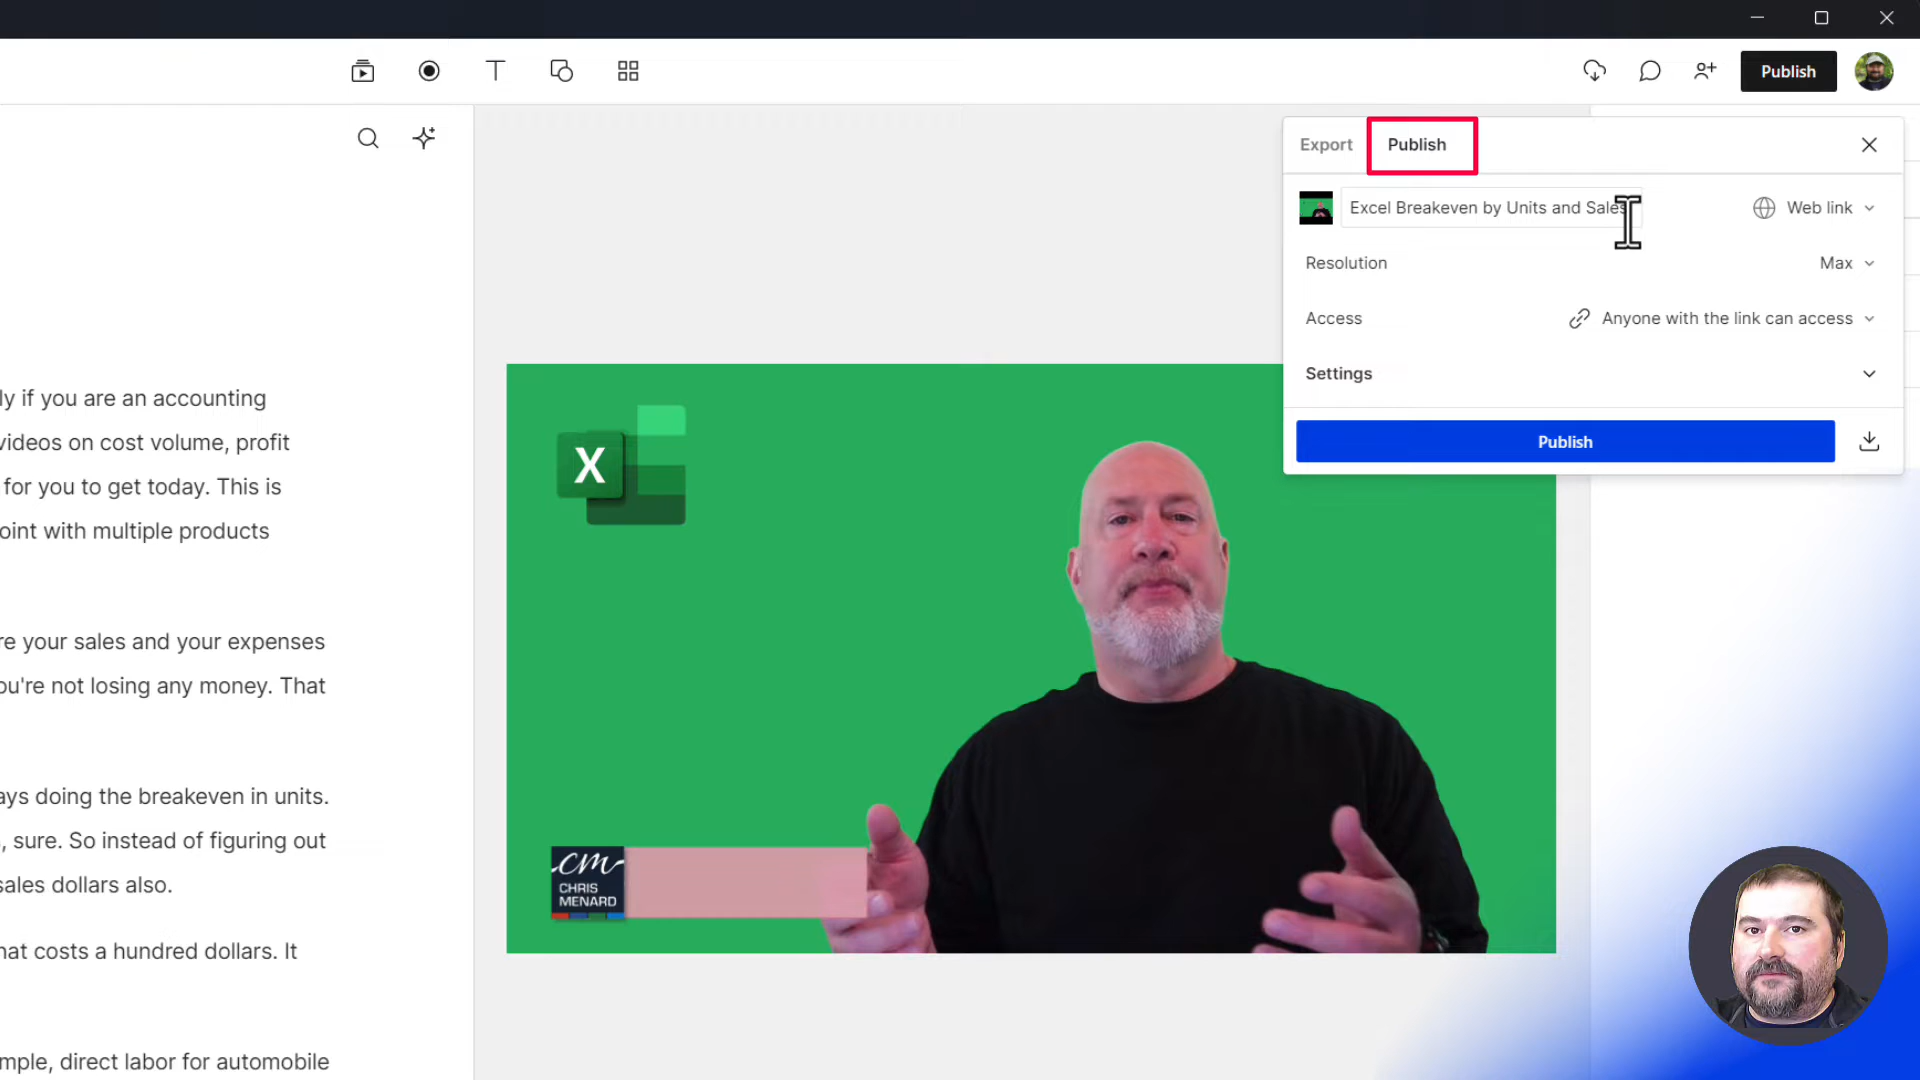 Publish
Export
Publish
Excel Breakeven by Units and Sales
Web link
Resolution
Max
Access
Anyone with the link can access
Settings
Publish
ly if you are an accounting
videos on cost volume, profit
for you to get today. This is
oint with multiple products
re your sales and your expenses
ou're not losing any money. That
ays doing the breakeven in units.
, sure. So instead of figuring out
sales dollars also.
hat costs a hundred dollars. It
mple, direct labor for automobile
X
cm
CHRIS
MENARD